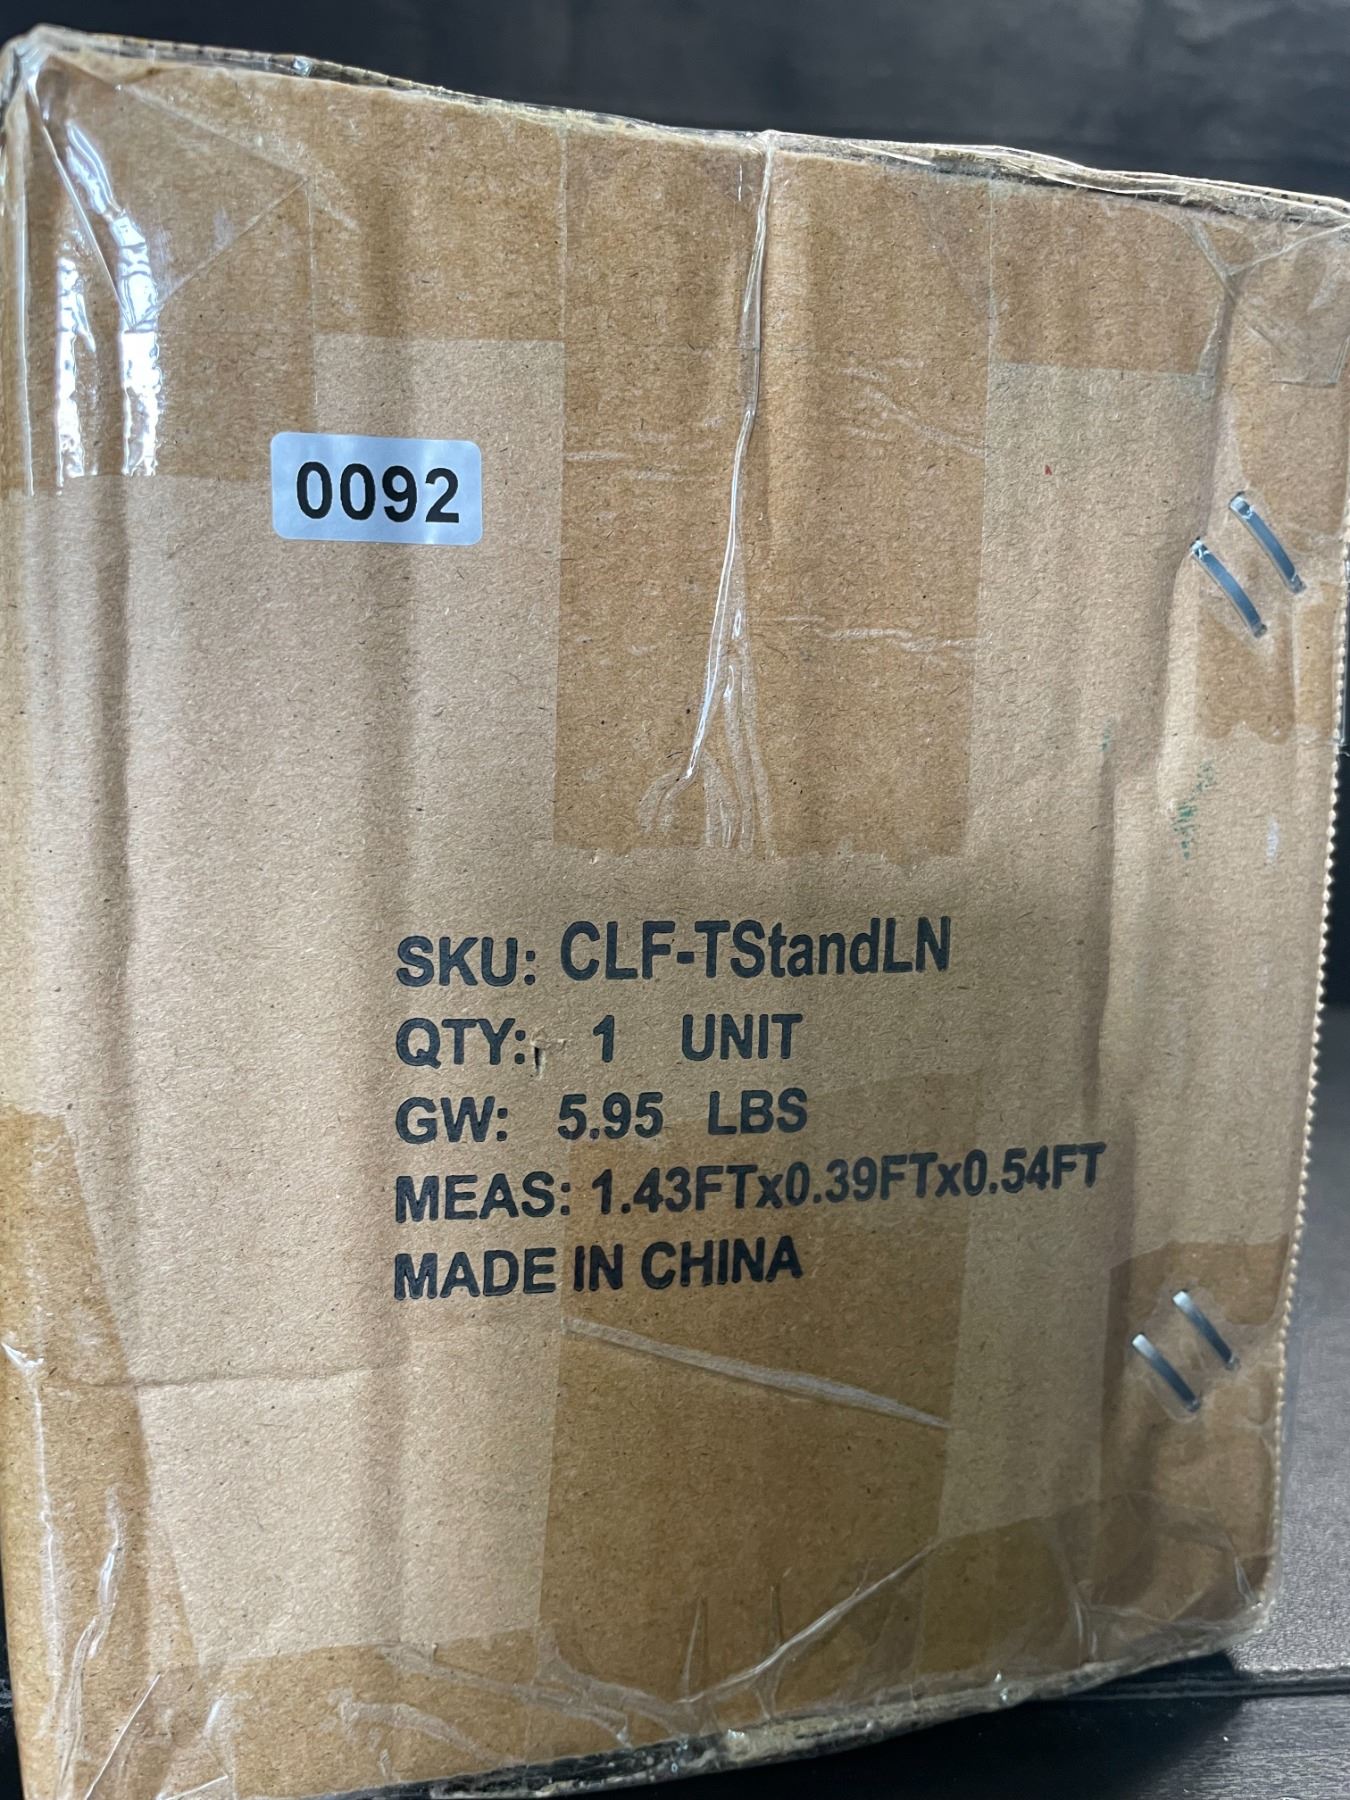 0092
SKU: CLF-TStandLN
QTY: 1 UNIT
GW: 5.95 LBS
MEAS: 1.43FTx0.39FTx0.54FT
MADE IN CHINA